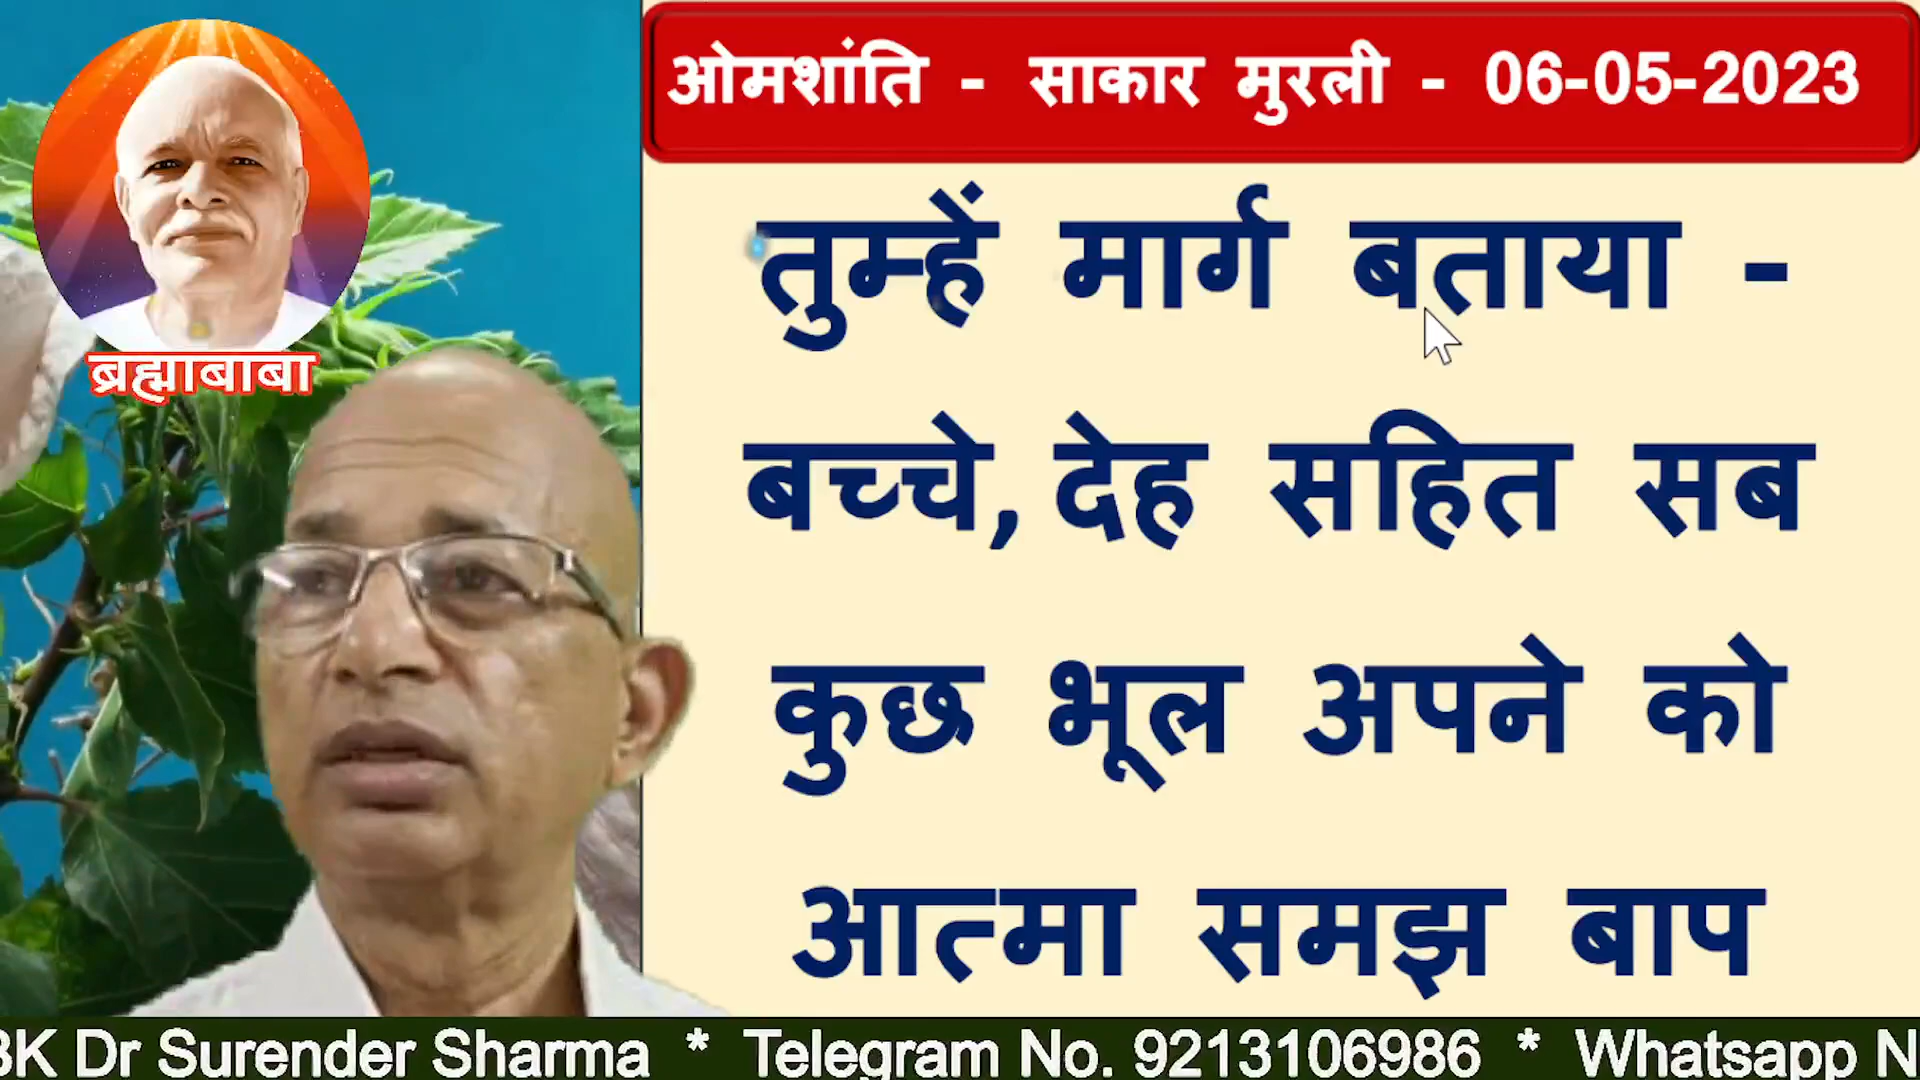 ओमशांति - साकार मुरली - 06-05-2023
ब्रह्माबाबा
तुम्हें मार्ग बताया -
बच्चे, देह सहित सब
कुछ भूल अपने को
आत्मा समझ बाप
BK Dr Surender Sharma * Telegram No. 9213106986 * Whatsapp N